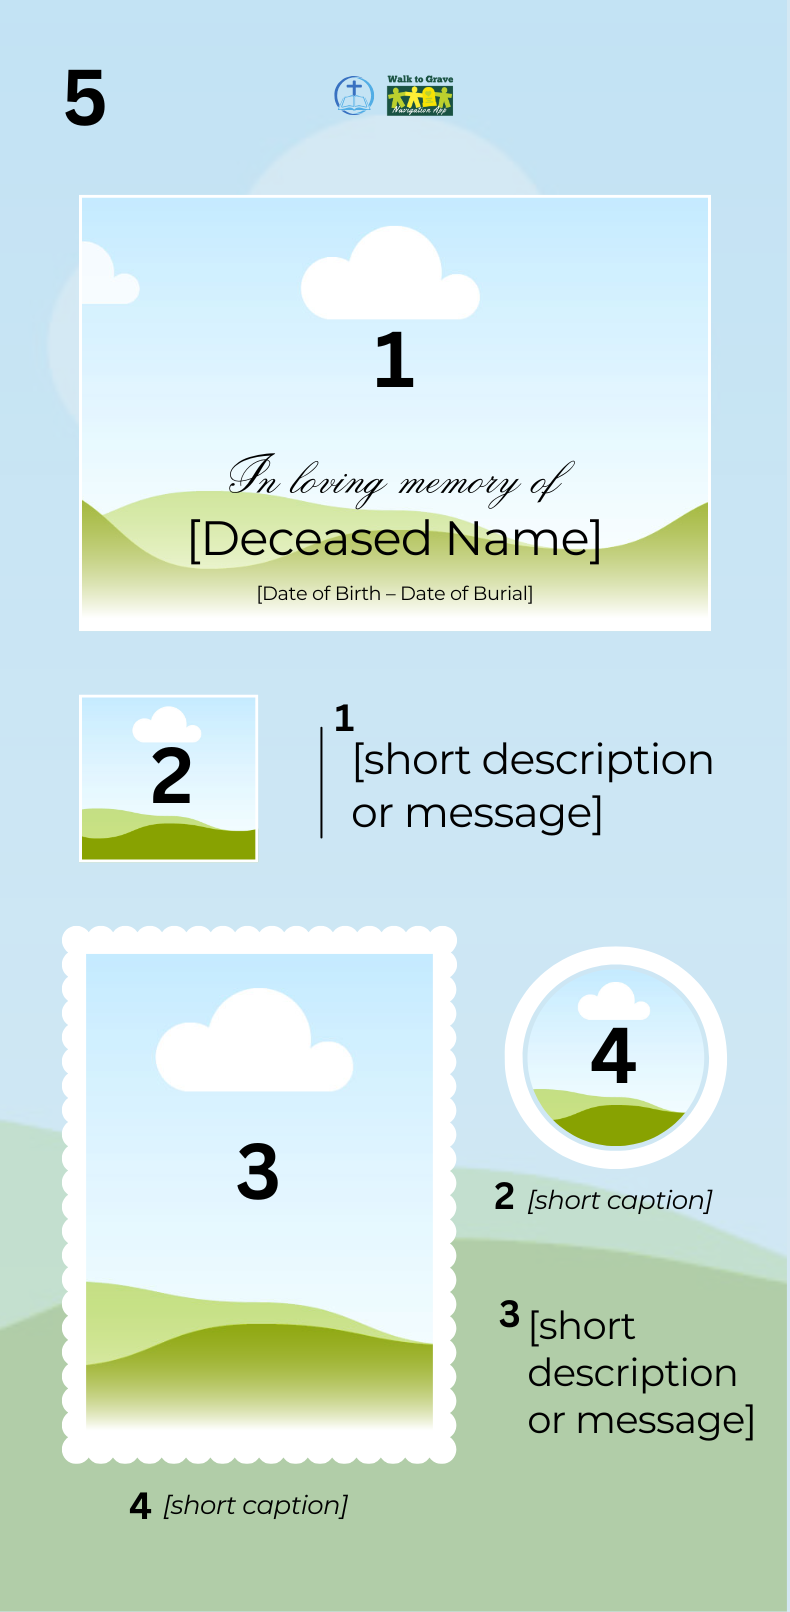 5
Walk to Grave
Navigation App
1
In loving memory of
[Deceased Name]
[Date of Birth – Date of Burial]
2
1
[short description
or message]
3
4
2 [short caption]
3 [short
description
or message]
4 [short caption]